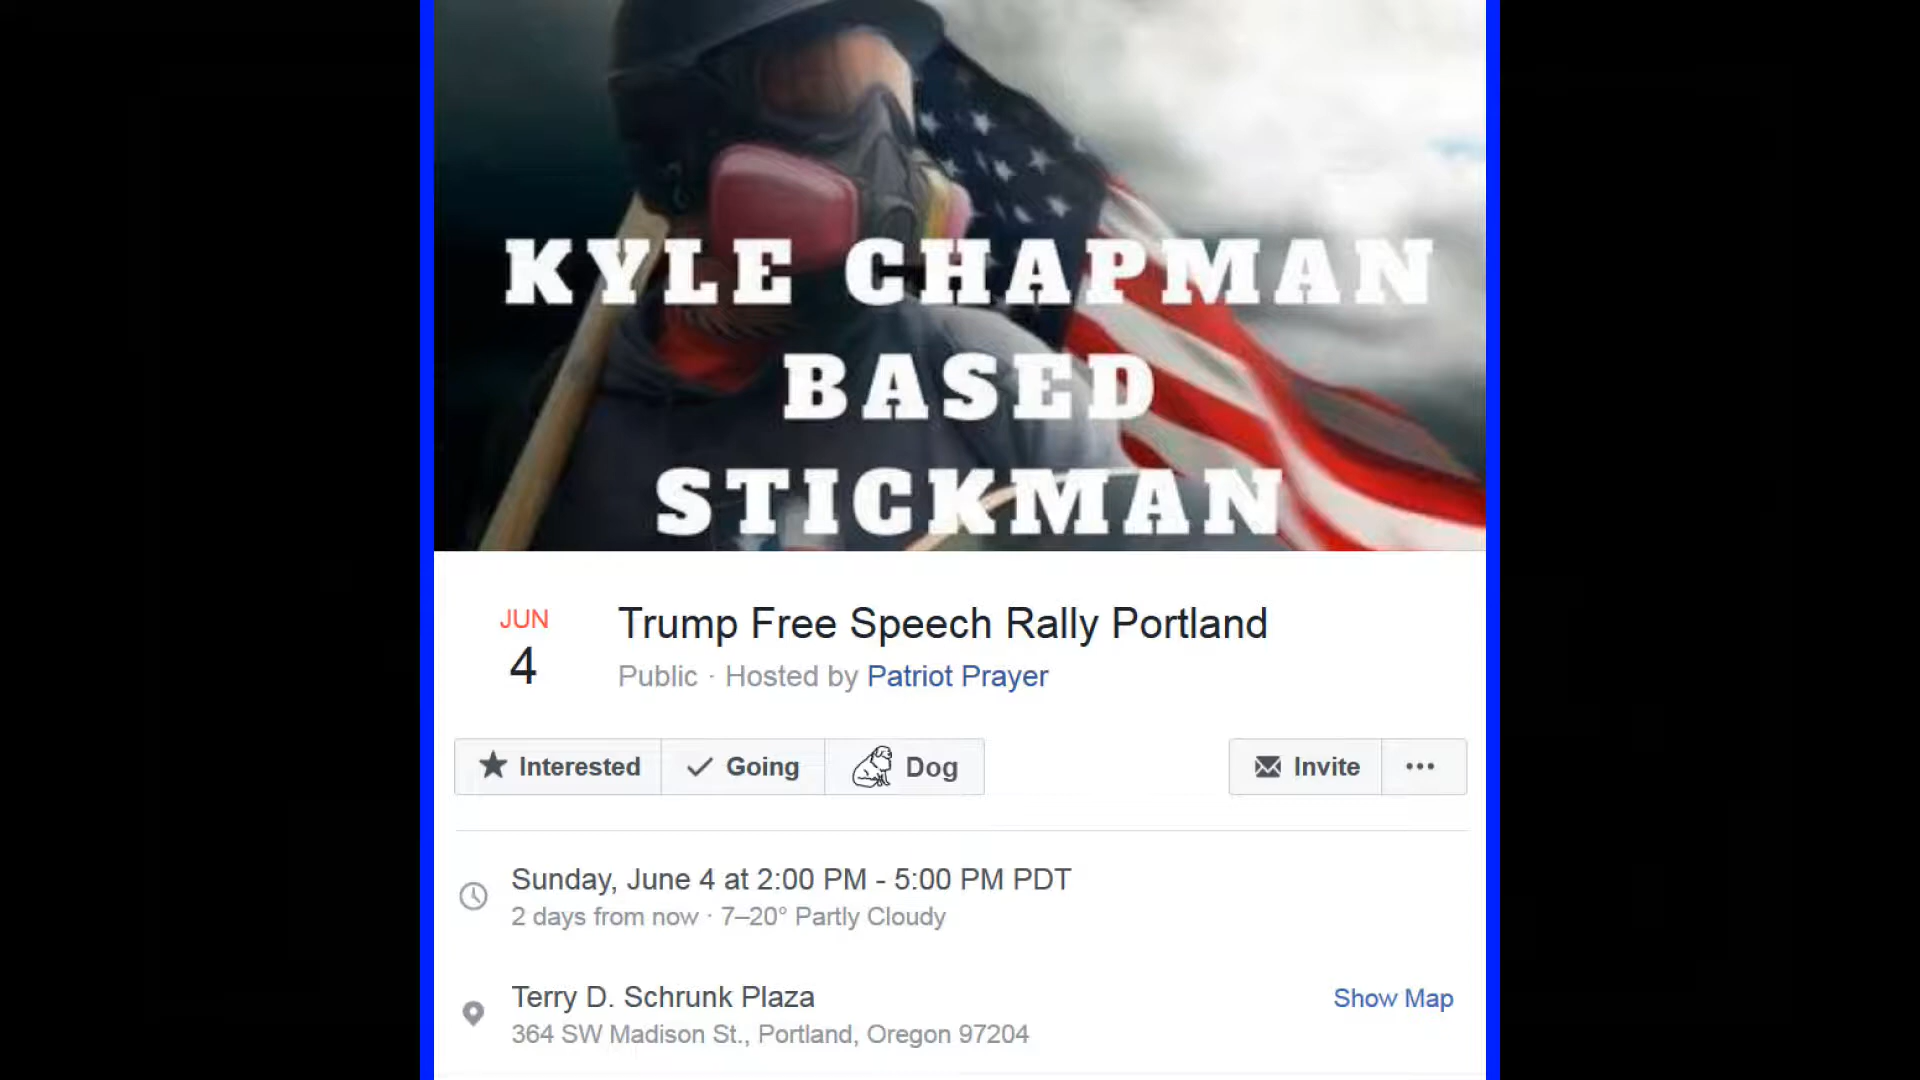 KYLE CHAPMAN
BASED
STICKMAN
JUN
4
Trump Free Speech Rally Portland
Public · Hosted by Patriot Prayer
Interested
Going
Dog
Invite
Sunday, June 4 at 2:00 PM - 5:00 PM PDT
2 days from now · 7–20° Partly Cloudy
Terry D. Schrunk Plaza
Show Map
364 SW Madison St., Portland, Oregon 97204